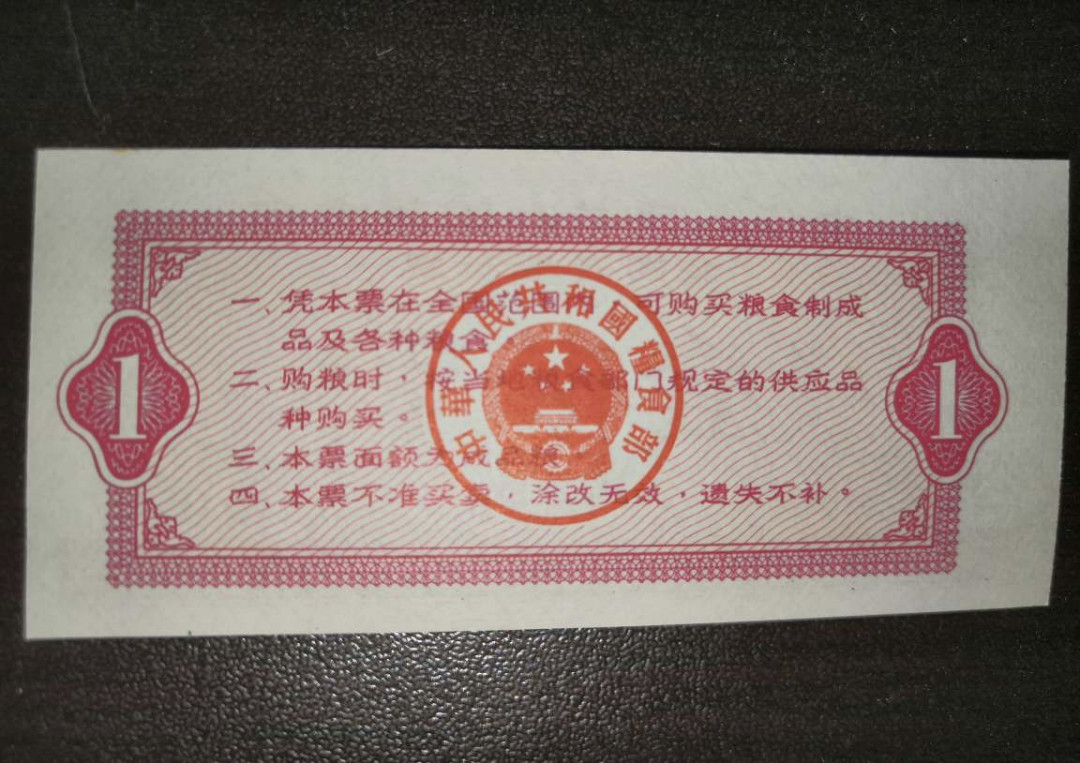 中華人民共和國糧食部
1
1
一、凭本票在全国范围内，可购买粮食制成
品及各种粮食
二、购粮时，按当地粮食部门规定的供应品
种购买。
三、本票面额为成品粮
四、本票不准买卖，涂改无效，遗失不补。